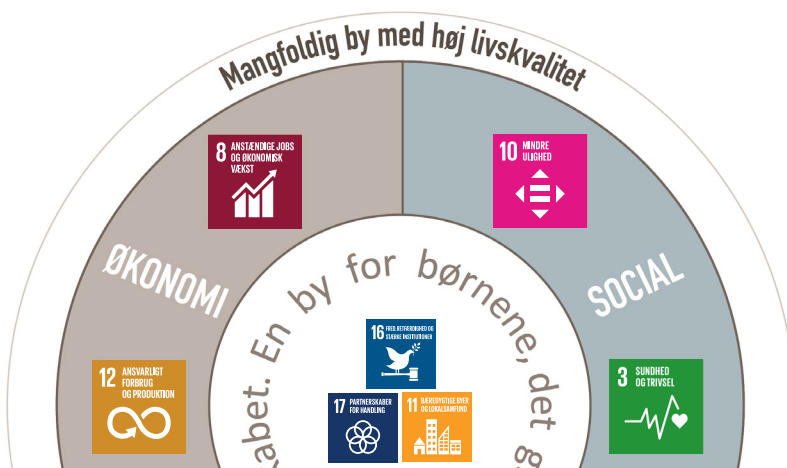 Mangfoldig by med høj livskvalitet
8 ANSTÆNDIGE JOBS
OG ØKONOMISK
VÆKST
10 MINDRE
ULIGHED
ØKONOMI
SOCIAL
En by for børnene, det
12 ANSVARLIGT
FORBRUG
OG PRODUKTION
3 SUNDHED
OG TRIVSEL
16 FRED, RETFÆRDIGHED OG
STÆRKE INSTITUTIONER
17 PARTNERSKABER
FOR HANDLING
11 BÆREDYGTIGE BYER
OG LOKALSAMFUND